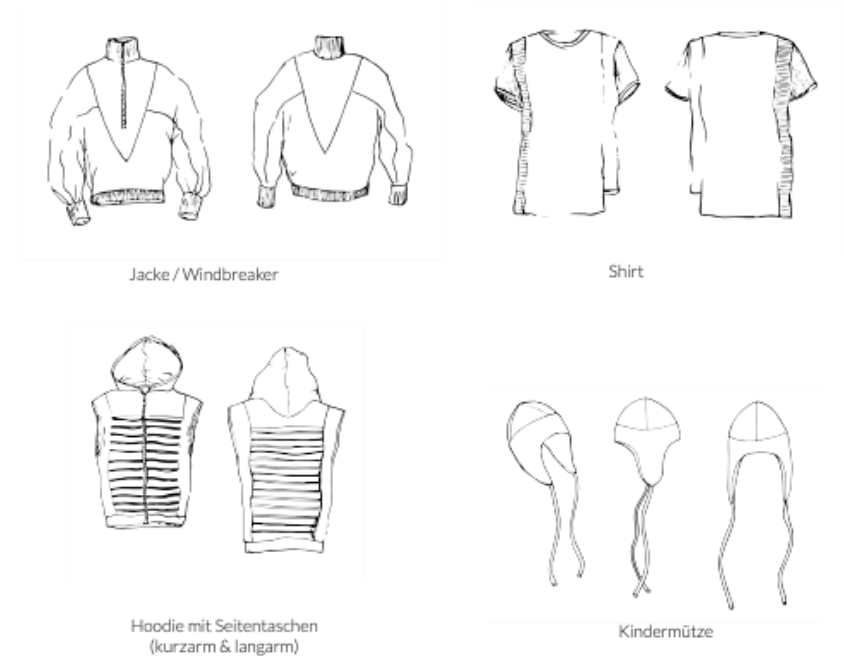 Jacke / Windbreaker
Shirt
Hoodie mit Seitentaschen
(kurzarm & langarm)
Kindermütze